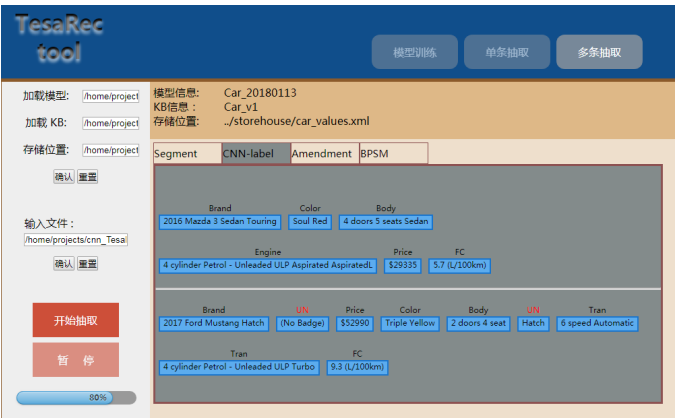 TesaRec
tool
模型训练 单条抽取 多条抽取
加载模型: /home/project
加载 KB: /home/project
存储位置: /home/project
确认 重置
输入文件：
/home/projects/cnn_Tesal
确认 重置
开始抽取
暂 停
80%
模型信息: Car_20180113
KB信息： Car_v1
存储位置: ../storehouse/car_values.xml
Segment CNN-label Amendment BPSM
Brand Color Body
2016 Mazda 3 Sedan Touring Soul Red 4 doors 5 seats Sedan
Engine Price FC
4 cylinder Petrol - Unleaded ULP Aspirated AspiratedL $29335 5.7 (L/100km)
Brand UN Price Color Body UN Tran
2017 Ford Mustang Hatch (No Badge) $52990 Triple Yellow 2 doors 4 seat Hatch 6 speed Automatic
Tran FC
4 cylinder Petrol - Unleaded ULP Turbo 9.3 (L/100km)